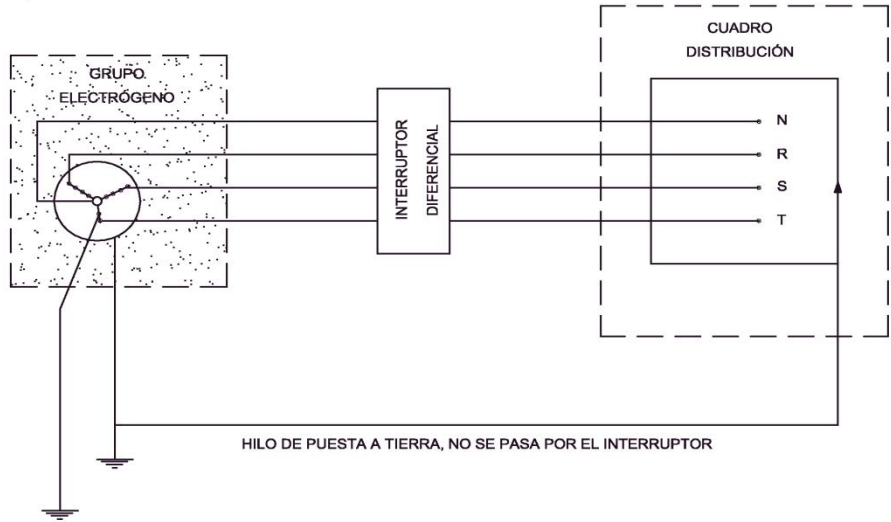 GRUPO
ELECTRÓGENO
INTERRUPTOR
DIFERENCIAL
CUADRO
DISTRIBUCIÓN
N
R
S
T
HILO DE PUESTA A TIERRA, NO SE PASA POR EL INTERRUPTOR